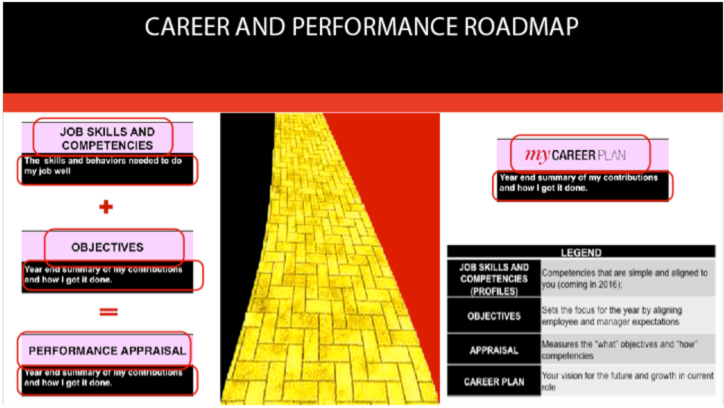 CAREER AND PERFORMANCE ROADMAP
JOB SKILLS AND
COMPETENCIES
The skills and behaviors needed to do
my job well
+
OBJECTIVES
Year end summary of my contributions
and how I got it done.
=
PERFORMANCE APPRAISAL
Year end summary of my contributions
and how I got it done.
my CAREER PLAN
Year end summary of my contributions
and how I got it done.
LEGEND
JOB SKILLS AND
COMPETENCIES
(PROFILES)
Competencies that are simple and aligned to
you (coming in 2016);
OBJECTIVES
Sets the focus for the year by aligning
employee and manager expectations
APPRAISAL
Measures the “what” objectives and “how”
competencies
CAREER PLAN
Your vision for the future and growth in current
role